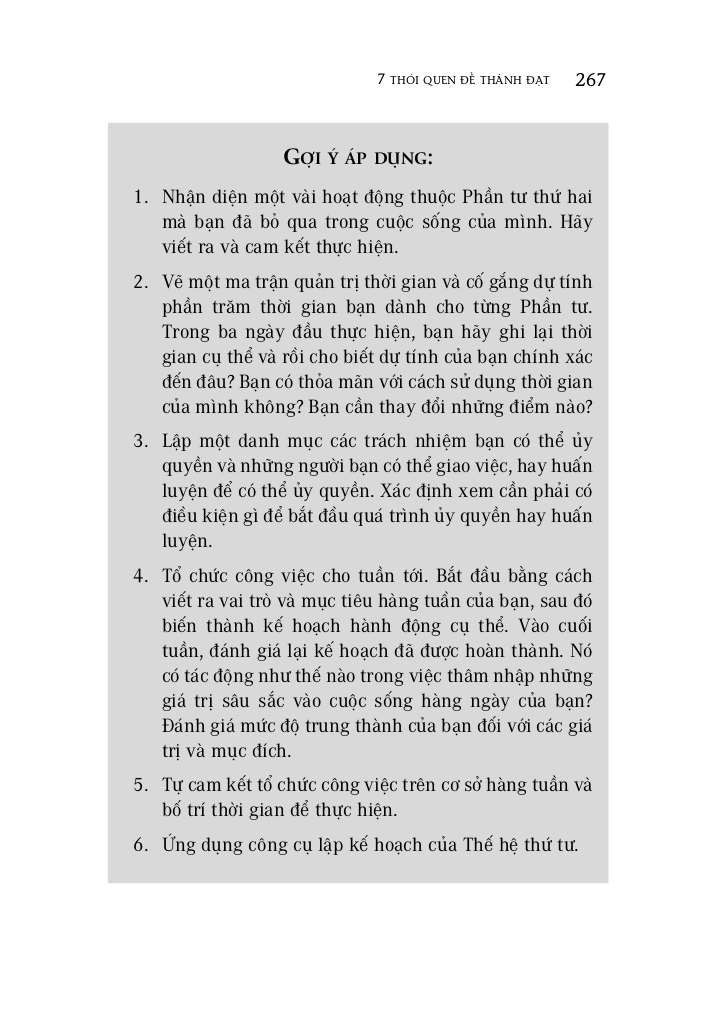 7 THÓI QUEN ĐỂ THÀNH ĐẠT 267
GỢI Ý ÁP DỤNG:
1. Nhận diện một vài hoạt động thuộc Phần tư thứ hai
mà bạn đã bỏ qua trong cuộc sống của mình. Hãy
viết ra và cam kết thực hiện.
2. Vẽ một ma trận quản trị thời gian và cố gắng dự tính
phần trăm thời gian bạn dành cho từng Phần tư.
Trong ba ngày đầu thực hiện, bạn hãy ghi lại thời
gian cụ thể và rồi cho biết dự tính của bạn chính xác
đến đâu? Bạn có thỏa mãn với cách sử dụng thời gian
của mình không? Bạn cần thay đổi những điểm nào?
3. Lập một danh mục các trách nhiệm bạn có thể ủy
quyền và những người bạn có thể giao việc, hay huấn
luyện để có thể ủy quyền. Xác định xem cần phải có
điều kiện gì để bắt đầu quá trình ủy quyền hay huấn
luyện.
4. Tổ chức công việc cho tuần tới. Bắt đầu bằng cách
viết ra vai trò và mục tiêu hàng tuần của bạn, sau đó
biến thành kế hoạch hành động cụ thể. Vào cuối
tuần, đánh giá lại kế hoạch đã được hoàn thành. Nó
có tác động như thế nào trong việc thâm nhập những
giá trị sâu sắc vào cuộc sống hàng ngày của bạn?
Đánh giá mức độ trung thành của bạn đối với các giá
trị và mục đích.
5. Tự cam kết tổ chức công việc trên cơ sở hàng tuần và
bố trí thời gian để thực hiện.
6. Ứng dụng công cụ lập kế hoạch của Thế hệ thứ tư.